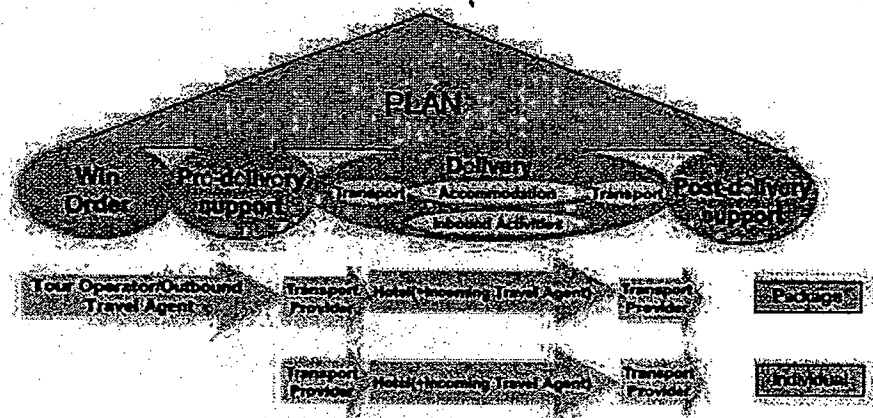 PLAN
Win
Order
Pre-delivery
support
Delivery
Transport
Accommodation
Transport
Inbound Activities
Post-delivery
support
Tour Operator/Outbound
Travel Agent
Transport
Provider
Hotel(+Incoming Travel Agent)
Transport
Provider
Package
Transport
Provider
Hotel(+Incoming Travel Agent)
Transport
Provider
Individual